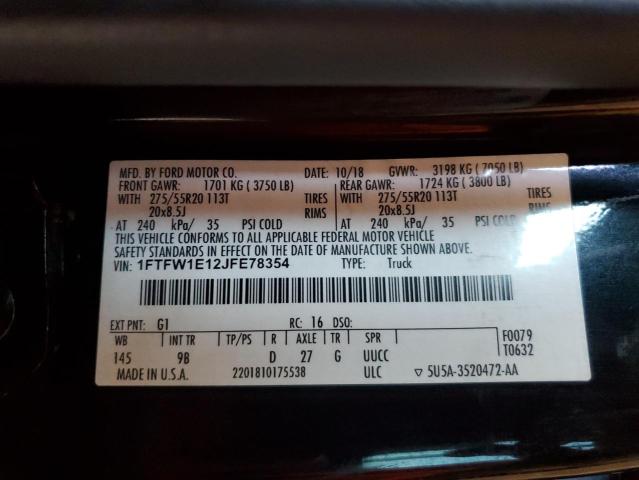 MFD. BY FORD MOTOR CO. DATE: 10/18 GVWR: 3198 KG ( 7050 LB)
FRONT GAWR: 1701 KG ( 3750 LB) REAR GAWR: 1724 KG ( 3800 LB)
WITH 275/55R20 113T TIRES WITH 275/55R20 113T TIRES
20x8.5J RIMS 20x8.5J RIMS
AT 240 kPa/ 35 PSI COLD AT 240 kPa/ 35 PSI COLD
THIS VEHICLE CONFORMS TO ALL APPLICABLE FEDERAL MOTOR VEHICLE
SAFETY STANDARDS IN EFFECT ON THE DATE OF MANUFACTURE SHOWN ABOVE.
VIN: 1FTFW1E12JFE78354 TYPE: Truck
EXT PNT: G1 RC: 16 DSO: F0079
WB INT TR TP/PS R AXLE TR SPR T0632
145 9B D 27 G UUCC
MADE IN U.S.A. 2201810175538 ULC ▽ 5U5A-3520472-AA